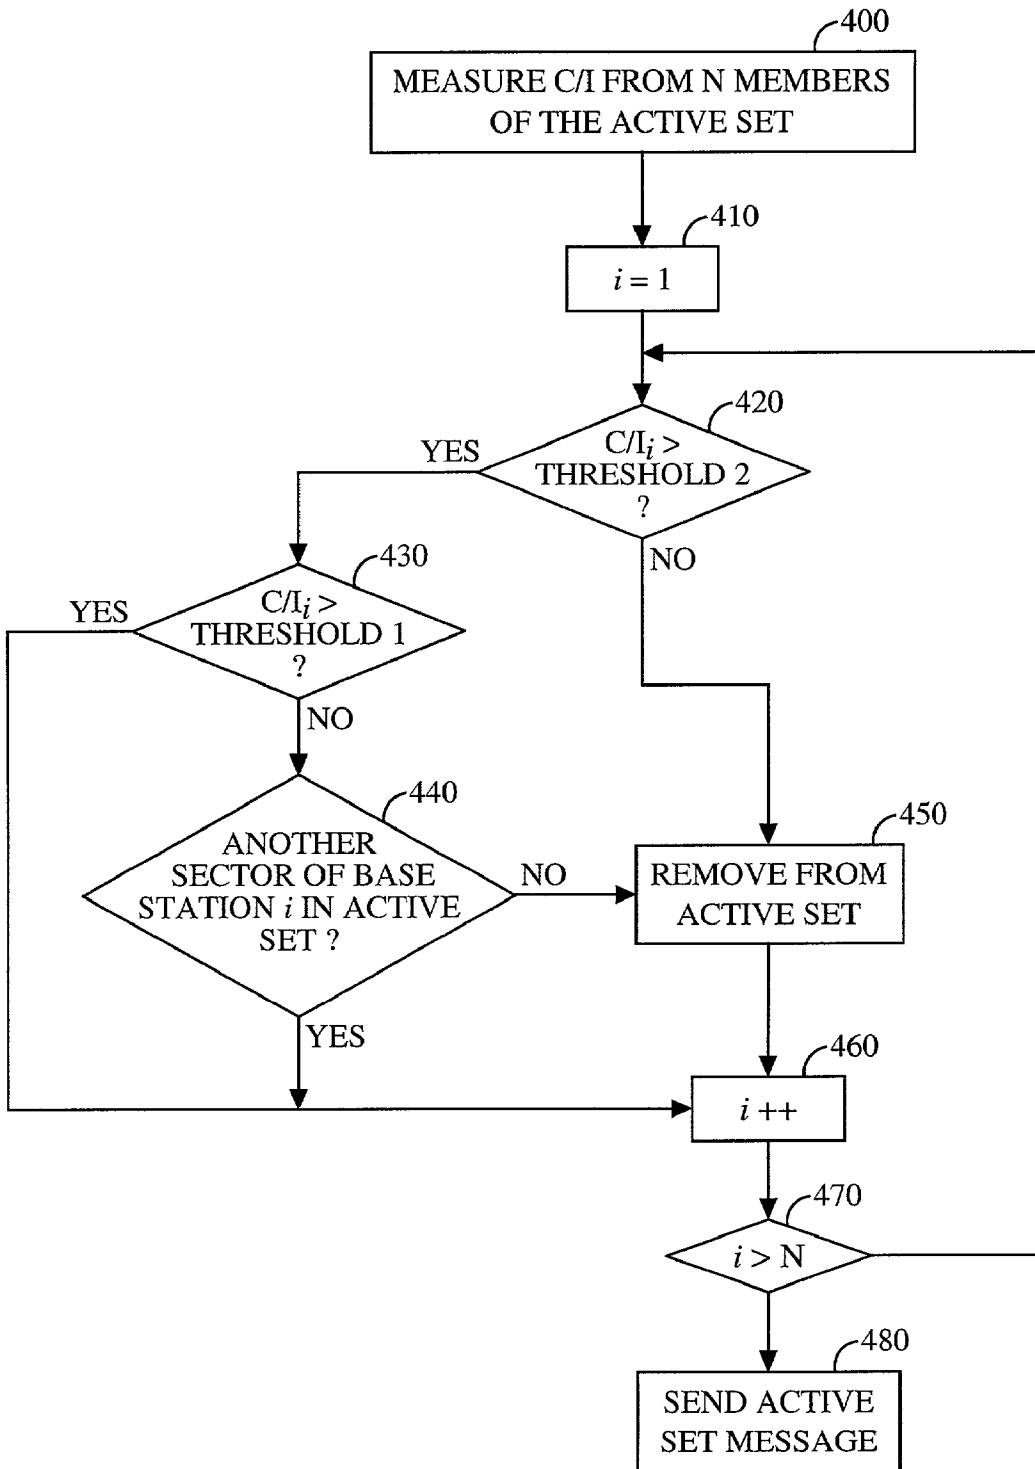 400
MEASURE C/I FROM N MEMBERS
OF THE ACTIVE SET
410
i = 1
420
C/Ii >
THRESHOLD 2
?
YES
NO
430
C/Ii >
THRESHOLD 1
?
YES
NO
440
ANOTHER
SECTOR OF BASE
STATION i IN ACTIVE
SET ?
NO
YES
450
REMOVE FROM
ACTIVE SET
460
i ++
470
i > N
480
SEND ACTIVE
SET MESSAGE